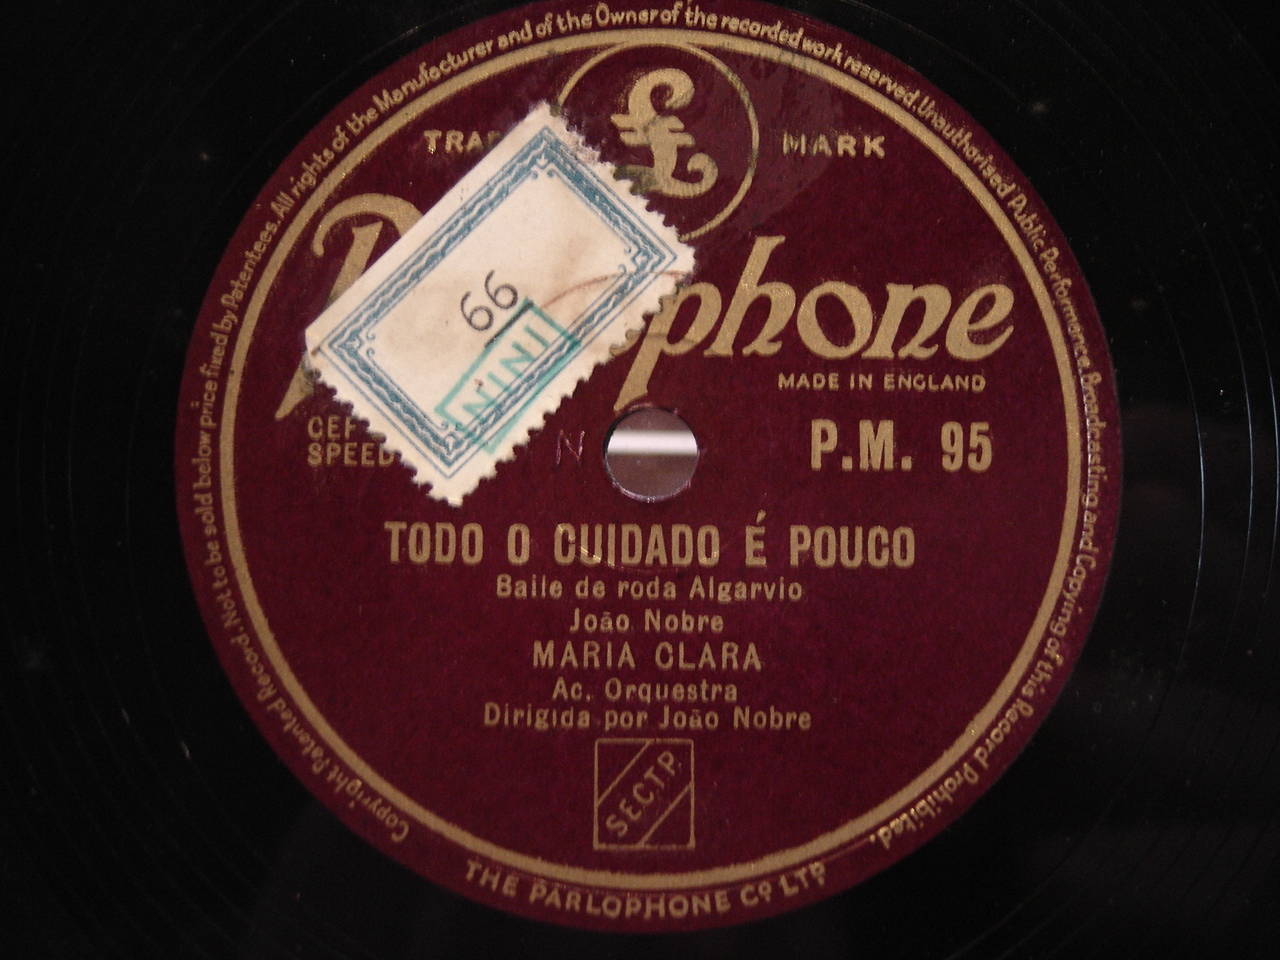 Copyright Patented Record. Not to be sold below price fixed by Patentees. All rights of the Manufacturer and of the Owner of the recorded work reserved. Unauthorised Public Performance Broadcasting and Copying of this Record Prohibited.
£
TRA MARK
phone
MADE IN ENGLAND
66
NINI
SPEED N
P.M. 95
TODO O CUIDADO É POUCO
Baile de roda Algarvio
João Nobre
MARIA CLARA
Ac. Orquestra
Dirigida por João Nobre
S.E.C.T.P.
THE PARLOPHONE Co LTD